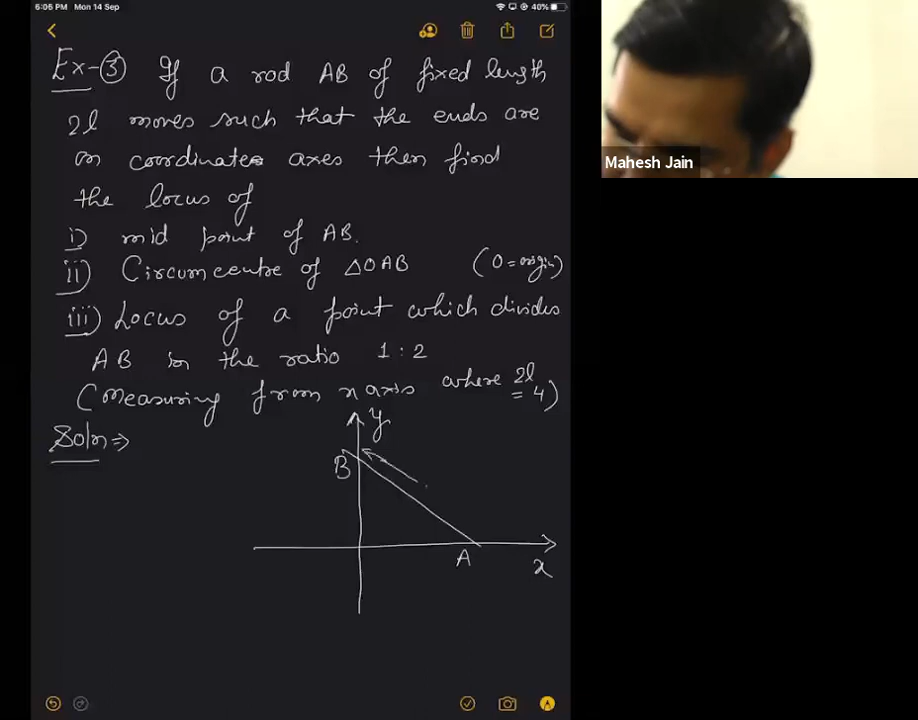 6:05 PM Mon 14 Sep
40%
Ex-③ If a rod AB of fixed length
2l moves such that the ends are
on coordinates axes then find
the locus of
i) mid point of AB.
ii) Circumcentre of △OAB (O = origin)
iii) Locus of a point which divides
AB in the ratio 1:2
(measuring from x axis where 2l = 4)
Soln ⇒
y
B
A
x
Mahesh Jain